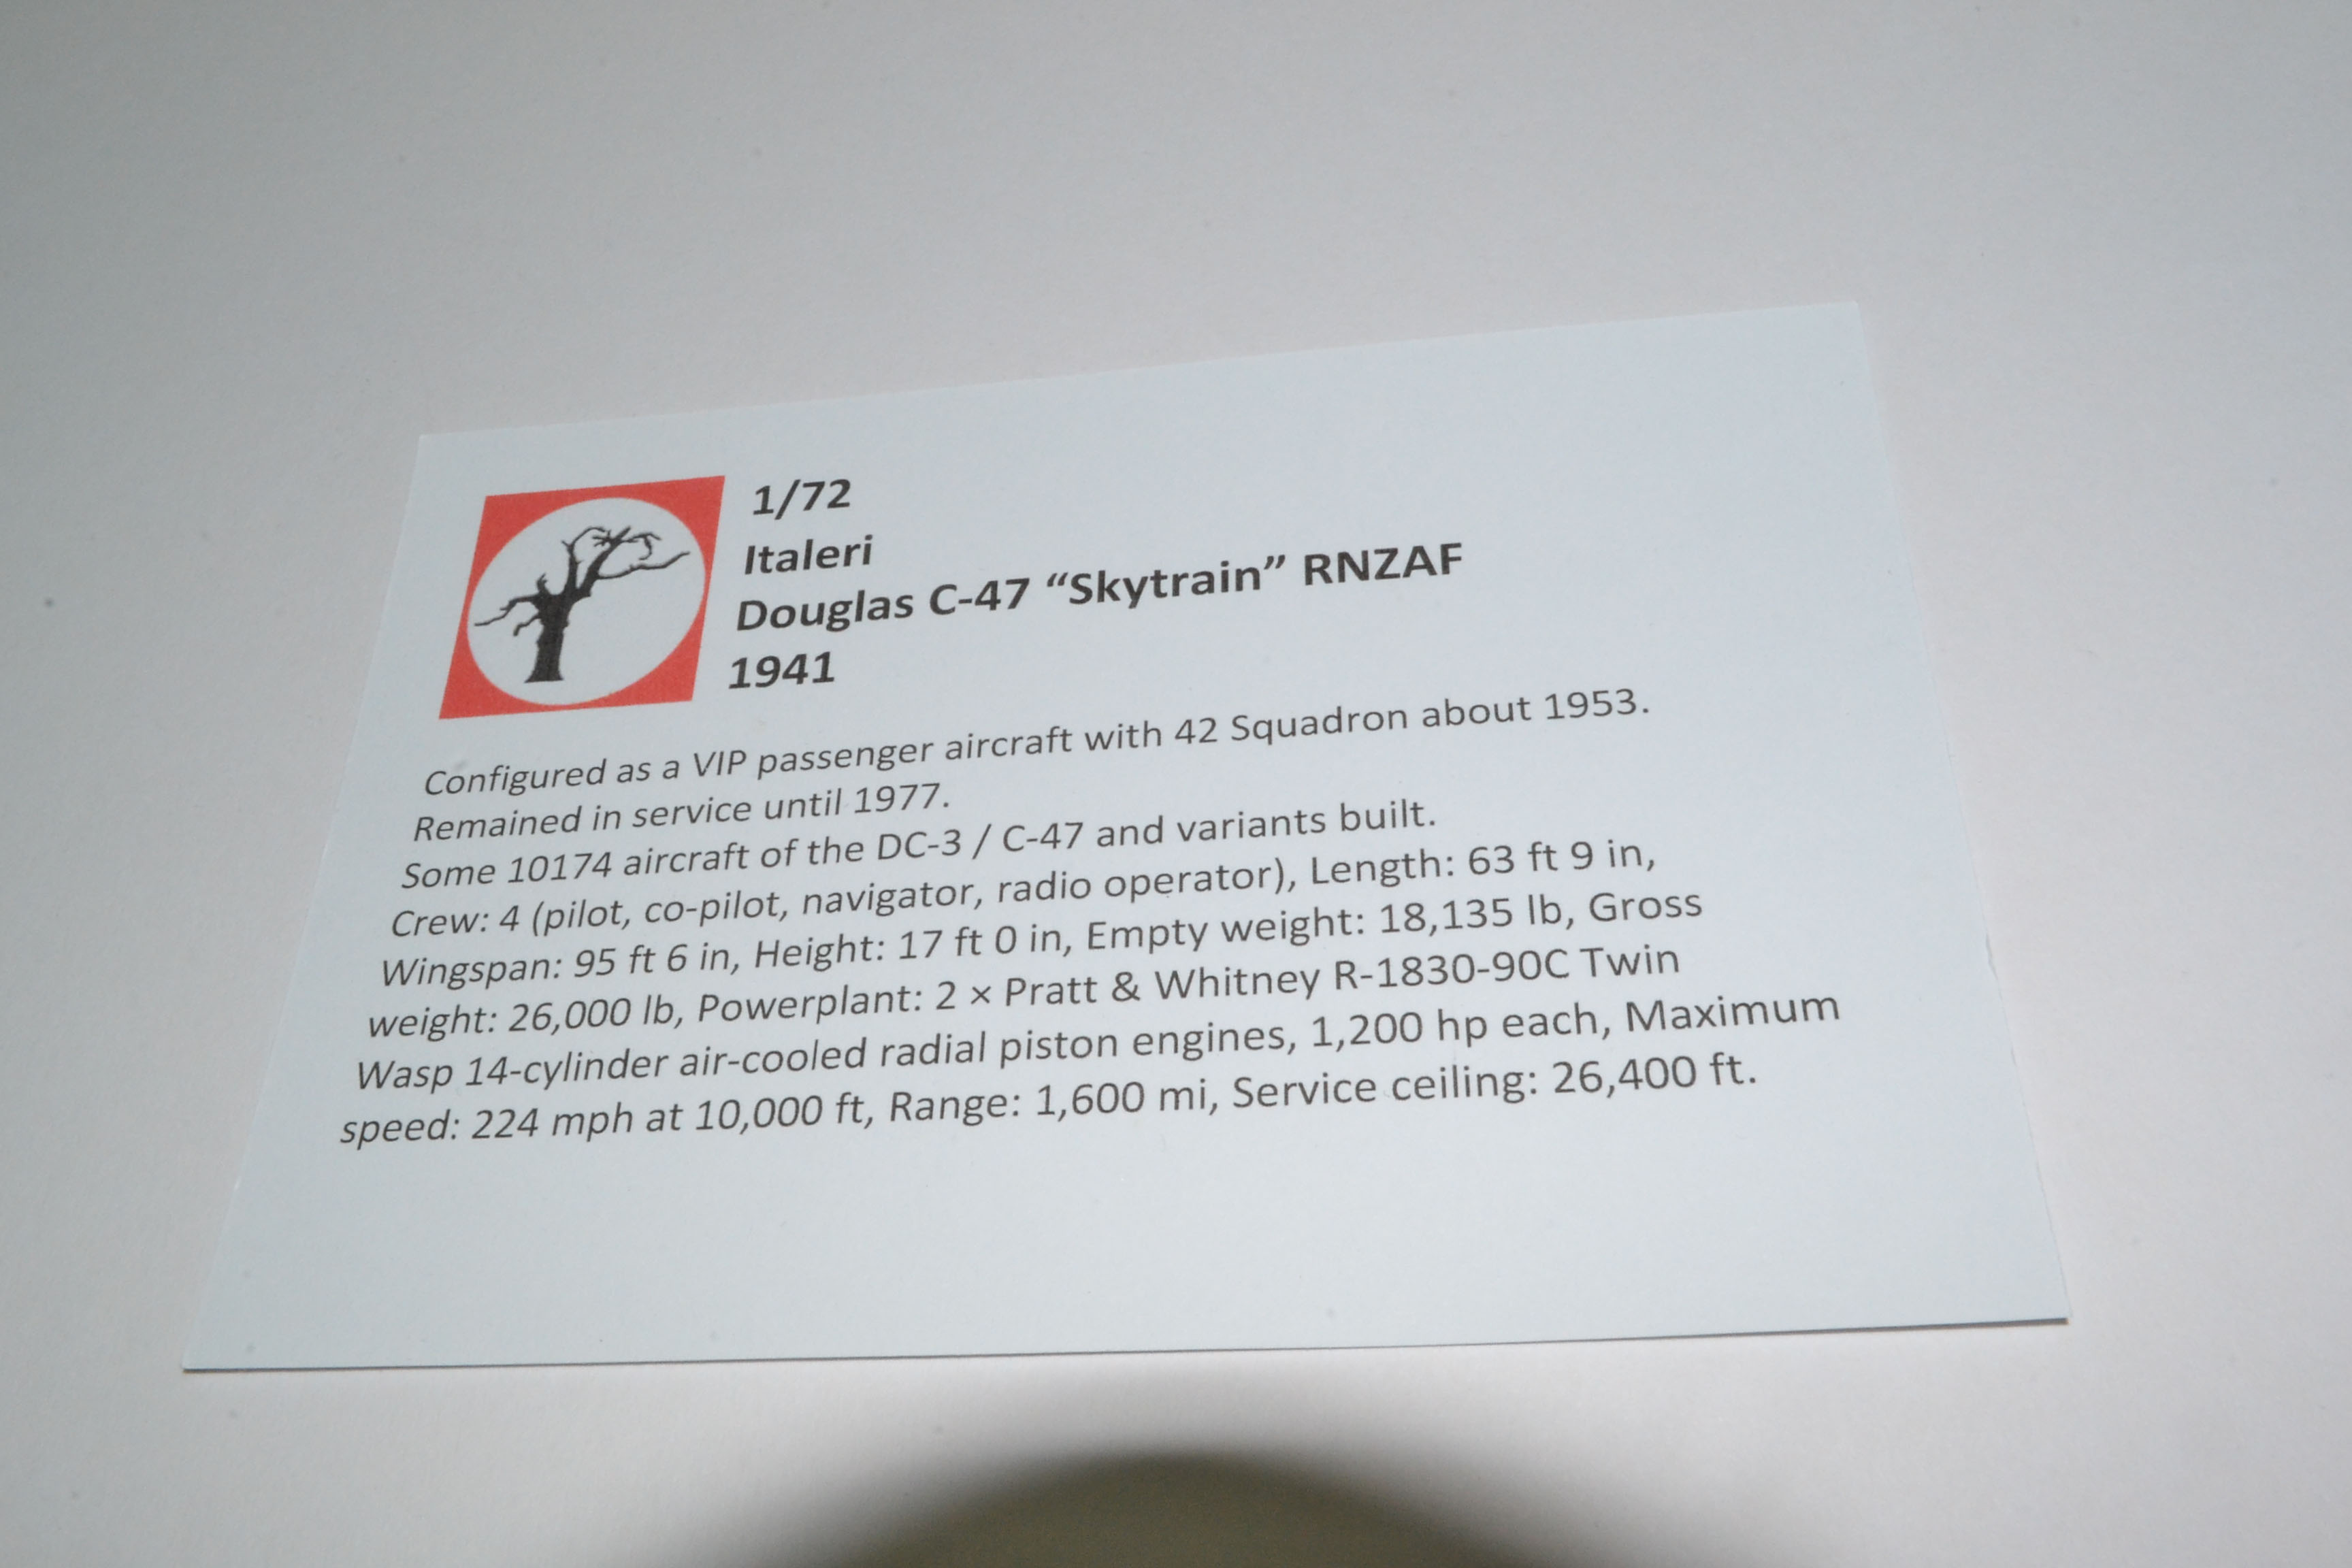 1/72
Italeri
Douglas C-47 “Skytrain” RNZAF
1941
Configured as a VIP passenger aircraft with 42 Squadron about 1953.
Remained in service until 1977.
Some 10174 aircraft of the DC-3 / C-47 and variants built.
Crew: 4 (pilot, co-pilot, navigator, radio operator), Length: 63 ft 9 in,
Wingspan: 95 ft 6 in, Height: 17 ft 0 in, Empty weight: 18,135 lb, Gross
weight: 26,000 lb, Powerplant: 2 × Pratt & Whitney R-1830-90C Twin
Wasp 14-cylinder air-cooled radial piston engines, 1,200 hp each, Maximum
speed: 224 mph at 10,000 ft, Range: 1,600 mi, Service ceiling: 26,400 ft.